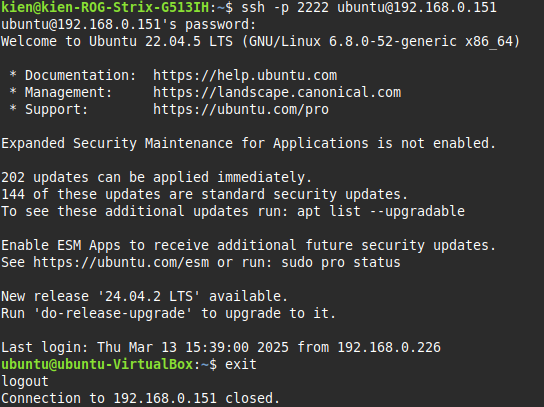 kien@kien-ROG-Strix-G513IH:~$ ssh -p 2222 ubuntu@192.168.0.151
ubuntu@192.168.0.151's password:
Welcome to Ubuntu 22.04.5 LTS (GNU/Linux 6.8.0-52-generic x86_64)

 * Documentation:  https://help.ubuntu.com
 * Management:     https://landscape.canonical.com
 * Support:        https://ubuntu.com/pro

Expanded Security Maintenance for Applications is not enabled.

202 updates can be applied immediately.
144 of these updates are standard security updates.
To see these additional updates run: apt list --upgradable

Enable ESM Apps to receive additional future security updates.
See https://ubuntu.com/esm or run: sudo pro status

New release '24.04.2 LTS' available.
Run 'do-release-upgrade' to upgrade to it.

Last login: Thu Mar 13 15:39:00 2025 from 192.168.0.226
ubuntu@ubuntu-VirtualBox:~$ exit
logout
Connection to 192.168.0.151 closed.